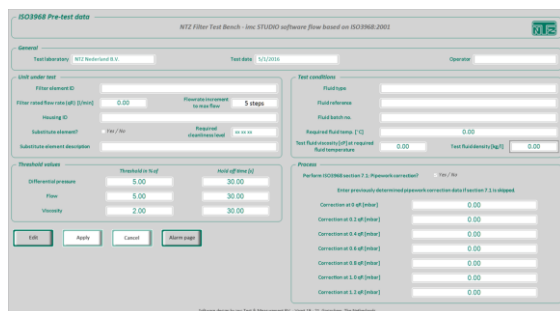 ISO3968 Pre-test data
NTZ Filter Test Bench - imc STUDIO software flow based on ISO3968:2001
NTZ
General
Test laboratory NTZ Nederland B.V. Test date 5/1/2016 Operator
Unit under test
Filter element ID
Filter rated flow rate (qR) [l/min] 0.00 Flowrate increment to max flow 5 steps
Housing ID
Substitute element? Yes / No Required cleanliness level
Substitute element description
Test conditions
Fluid type
Fluid reference
Fluid batch no.
Required fluid temp. [°C] 0.00
Test fluid viscosity [cP] at required fluid temperature 0.00 Test fluid density [kg/l] 0.00
Threshold values
Threshold in % of Hold off time [s]
Differential pressure 5.00 30.00
Flow 5.00 30.00
Viscosity 2.00 30.00
Edit Apply Cancel Alarm page
Process
Perform ISO3968 section 7.1. Pipework correction? Yes / No
Enter previously determined pipework correction data if section 7.1 is skipped.
Correction at 0 qR [mbar] 0.00
Correction at 0.2 qR [mbar] 0.00
Correction at 0.4 qR [mbar] 0.00
Correction at 0.6 qR [mbar] 0.00
Correction at 0.8 qR [mbar] 0.00
Correction at 1.0 qR [mbar] 0.00
Correction at 1.2 qR [mbar] 0.00